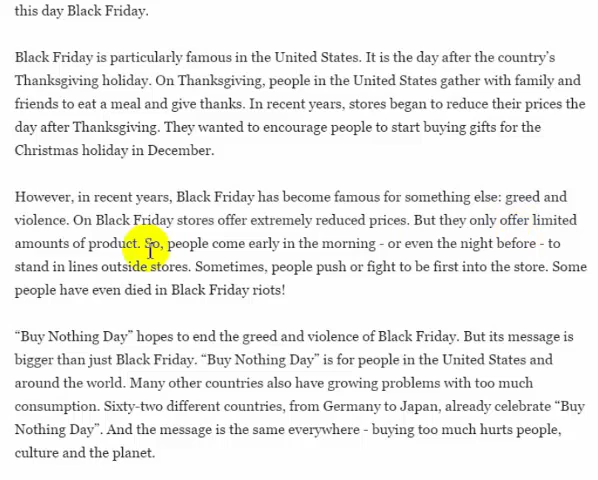 this day Black Friday.
Black Friday is particularly famous in the United States. It is the day after the country's
Thanksgiving holiday. On Thanksgiving, people in the United States gather with family and
friends to eat a meal and give thanks. In recent years, stores began to reduce their prices the
day after Thanksgiving. They wanted to encourage people to start buying gifts for the
Christmas holiday in December.
However, in recent years, Black Friday has become famous for something else: greed and
violence. On Black Friday stores offer extremely reduced prices. But they only offer limited
amounts of product. So, people come early in the morning - or even the night before - to
stand in lines outside stores. Sometimes, people push or fight to be first into the store. Some
people have even died in Black Friday riots!
“Buy Nothing Day” hopes to end the greed and violence of Black Friday. But its message is
bigger than just Black Friday. “Buy Nothing Day” is for people in the United States and
around the world. Many other countries also have growing problems with too much
consumption. Sixty-two different countries, from Germany to Japan, already celebrate “Buy
Nothing Day”. And the message is the same everywhere - buying too much hurts people,
culture and the planet.